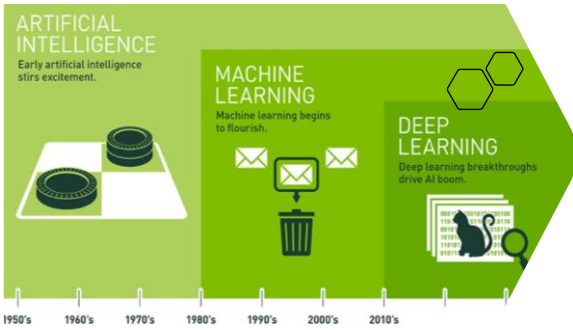 ARTIFICIAL
INTELLIGENCE
Early artificial intelligence
stirs excitement.
MACHINE
LEARNING
Machine learning begins
to flourish.
DEEP
LEARNING
Deep learning breakthroughs
drive AI boom.
1950's 1960's 1970's 1980's 1990's 2000's 2010's